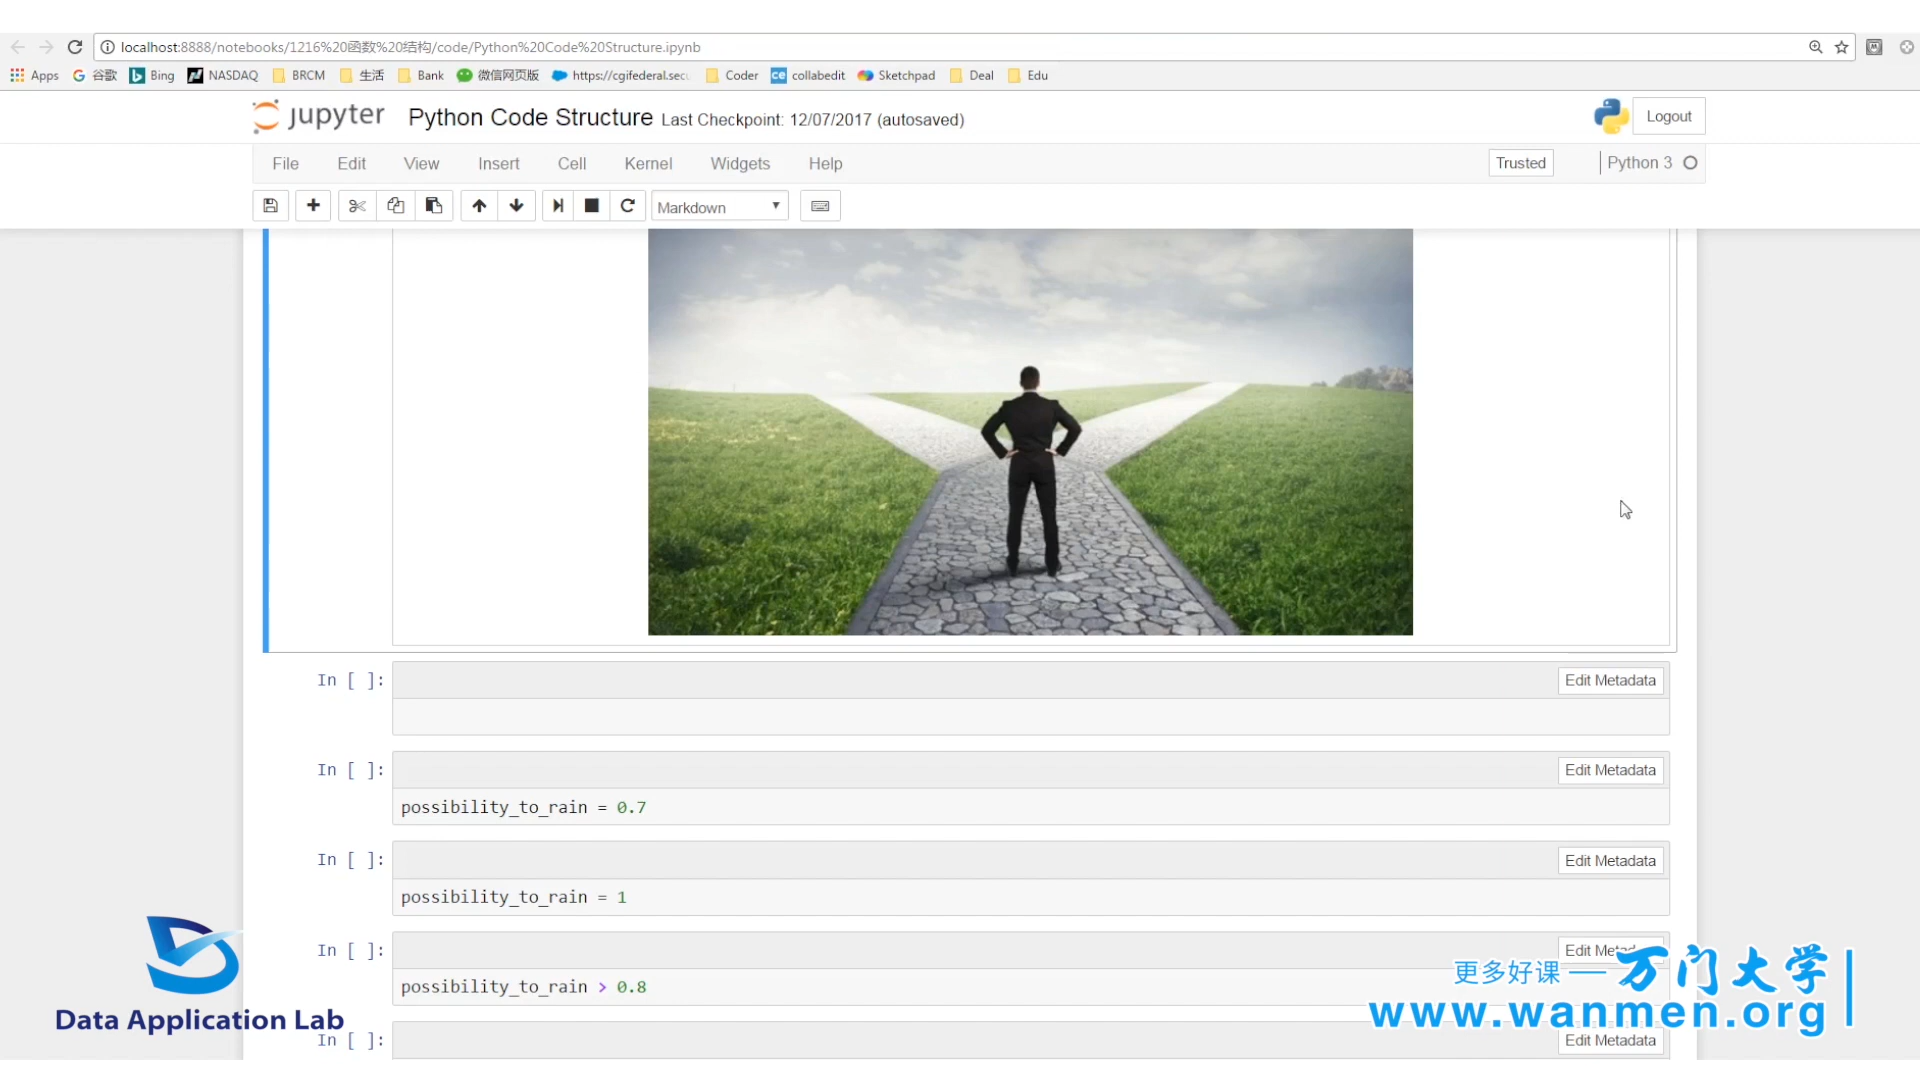 localhost:8888/notebooks/1216%20函数%20结构/code/Python%20Code%20Structure.ipynb
Apps 谷歌 Bing NASDAQ BRCM 生活 Bank 微信网页版 https://cgifederal.secu Coder collabedit Sketchpad Deal Edu
jupyter Python Code Structure Last Checkpoint: 12/07/2017 (autosaved) Logout
File Edit View Insert Cell Kernel Widgets Help Trusted Python 3
Markdown
In [ ]: Edit Metadata
In [ ]: Edit Metadata
possibility_to_rain = 0.7
In [ ]: Edit Metadata
possibility_to_rain = 1
In [ ]: Edit
possibility_to_rain > 0.8
更多好课 — 万门大学
www.wanmen.org
Data Application Lab
In [ ]: Edit Metadata